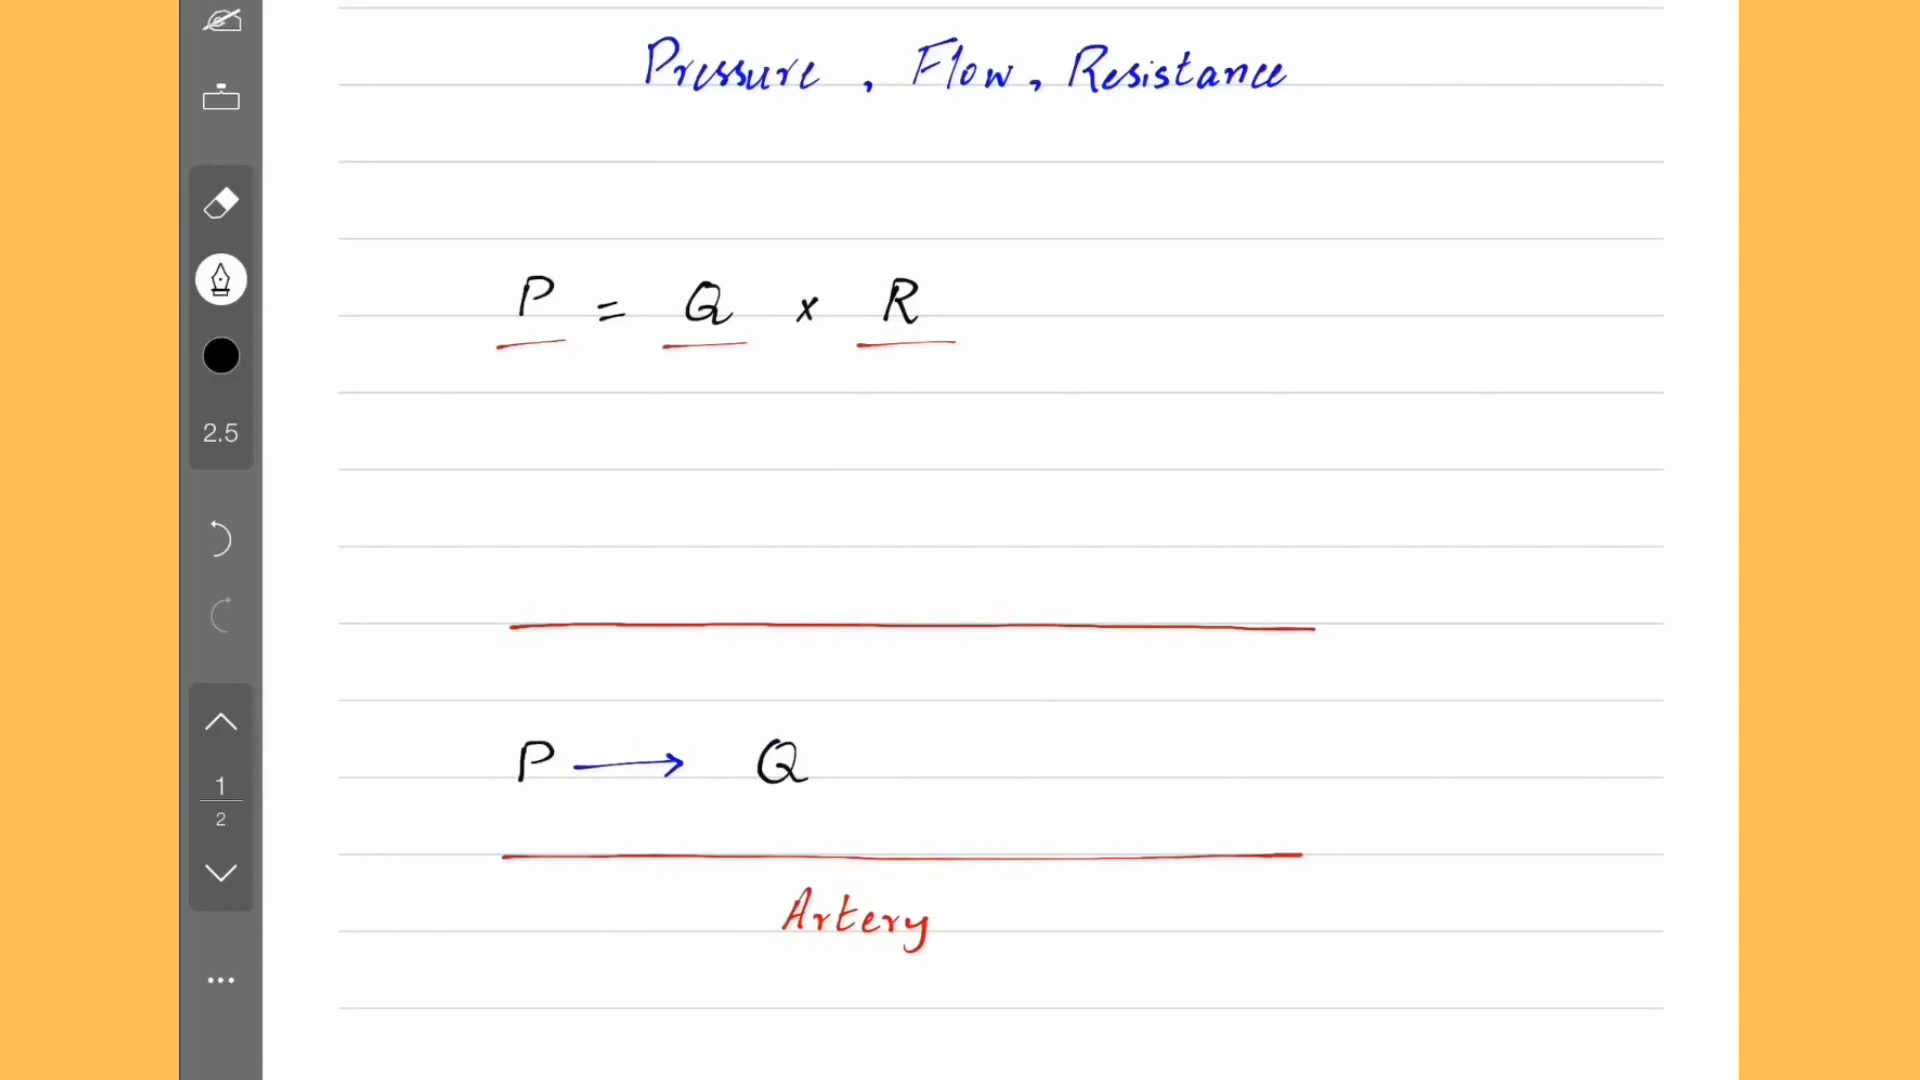 Pressure, Flow, Resistance
P = Q x R
2.5
P → Q
1
2
Artery